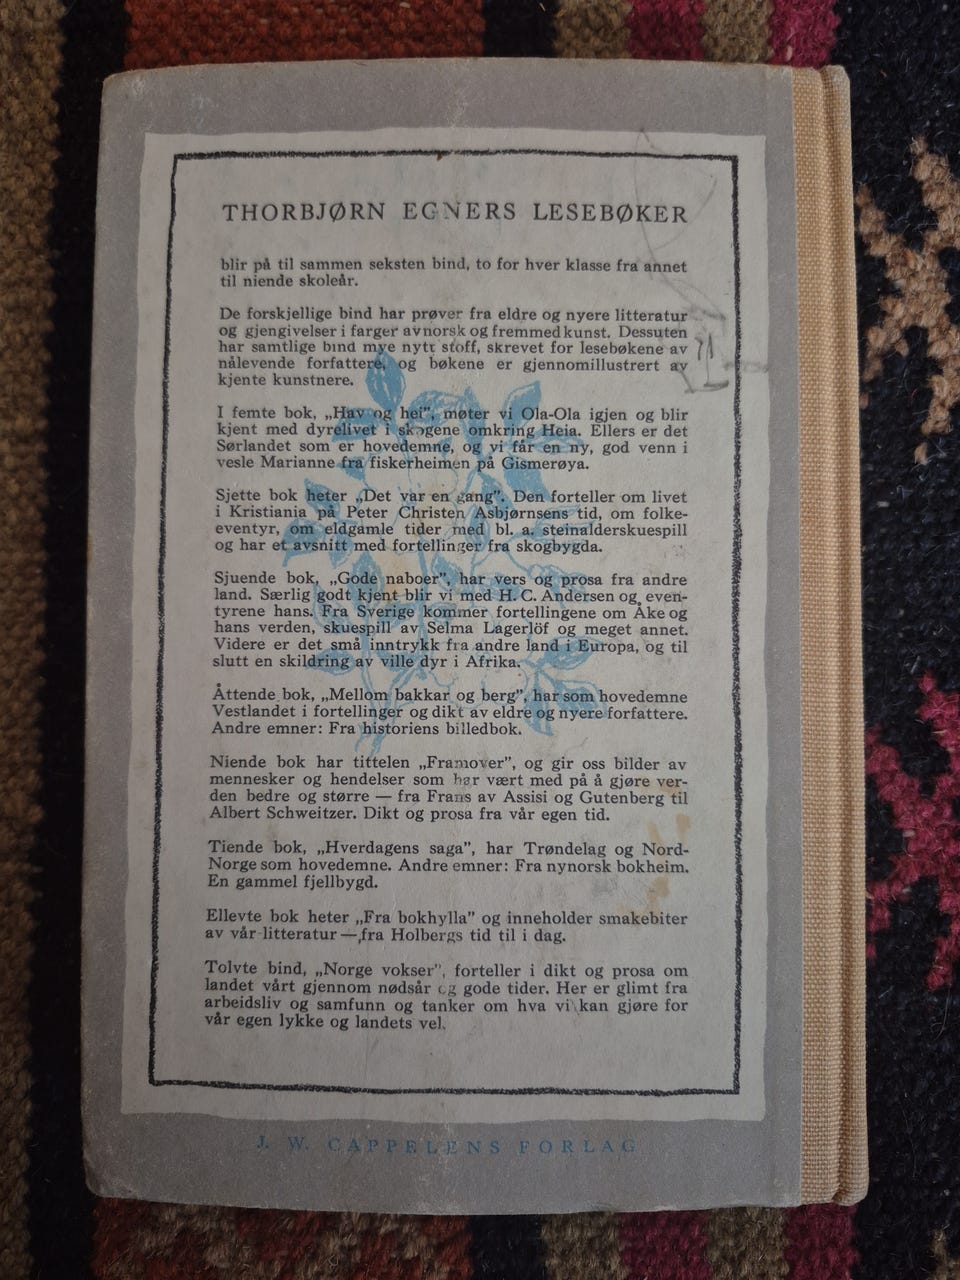 THORBJØRN EGNERS LESEBØKER
blir på til sammen seksten bind, to for hver klasse fra annet
til niende skoleår.
De forskjellige bind har prøver fra eldre og nyere litteratur
og gjengivelser i farger av norsk og fremmed kunst. Dessuten
har samtlige bind mye nytt stoff, skrevet for lesebøkene av
nålevende forfattere, og bøkene er gjennomillustrert av
kjente kunstnere.
I femte bok, „Hav og hei”, møter vi Ola-Ola igjen og blir
kjent med dyrelivet i skogene omkring Heia. Ellers er det
Sørlandet som er hovedemne, og vi får en ny, god venn i
vesle Marianne fra fiskerheimen på Gismerøya.
Sjette bok heter „Det var en gang”. Den forteller om livet
i Kristiania på Peter Christen Asbjørnsens tid, om folke-
eventyr, om eldgamle tider med bl. a. steinalderskuespill
og har et avsnitt med fortellinger fra skogbygda.
Sjuende bok, „Gode naboer”, har vers og prosa fra andre
land. Særlig godt kjent blir vi med H. C. Andersen og even-
tyrene hans. Fra Sverige kommer fortellingene om Åke og
hans verden, skuespill av Selma Lagerlöf og meget annet.
Videre er det små inntrykk fra andre land i Europa, og til
slutt en skildring av ville dyr i Afrika.
Åttende bok, „Mellom bakkar og berg”, har som hovedemne
Vestlandet i fortellinger og dikt av eldre og nyere forfattere.
Andre emner: Fra historiens billedbok.
Niende bok har tittelen „Framover”, og gir oss bilder av
mennesker og hendelser som har vært med på å gjøre ver-
den bedre og større — fra Frans av Assisi og Gutenberg til
Albert Schweitzer. Dikt og prosa fra vår egen tid.
Tiende bok, „Hverdagens saga”, har Trøndelag og Nord-
Norge som hovedemne. Andre emner: Fra nynorsk bokheim.
En gammel fjellbygd.
Ellevte bok heter „Fra bokhylla” og inneholder smakebiter
av vår litteratur — fra Holbergs tid til i dag.
Tolvte bind, „Norge vokser”, forteller i dikt og prosa om
landet vårt gjennom nødsår og gode tider. Her er glimt fra
arbeidsliv og samfunn og tanker om hva vi kan gjøre for
vår egen lykke og landets vel.
J. W. CAPPELENS FORLAG